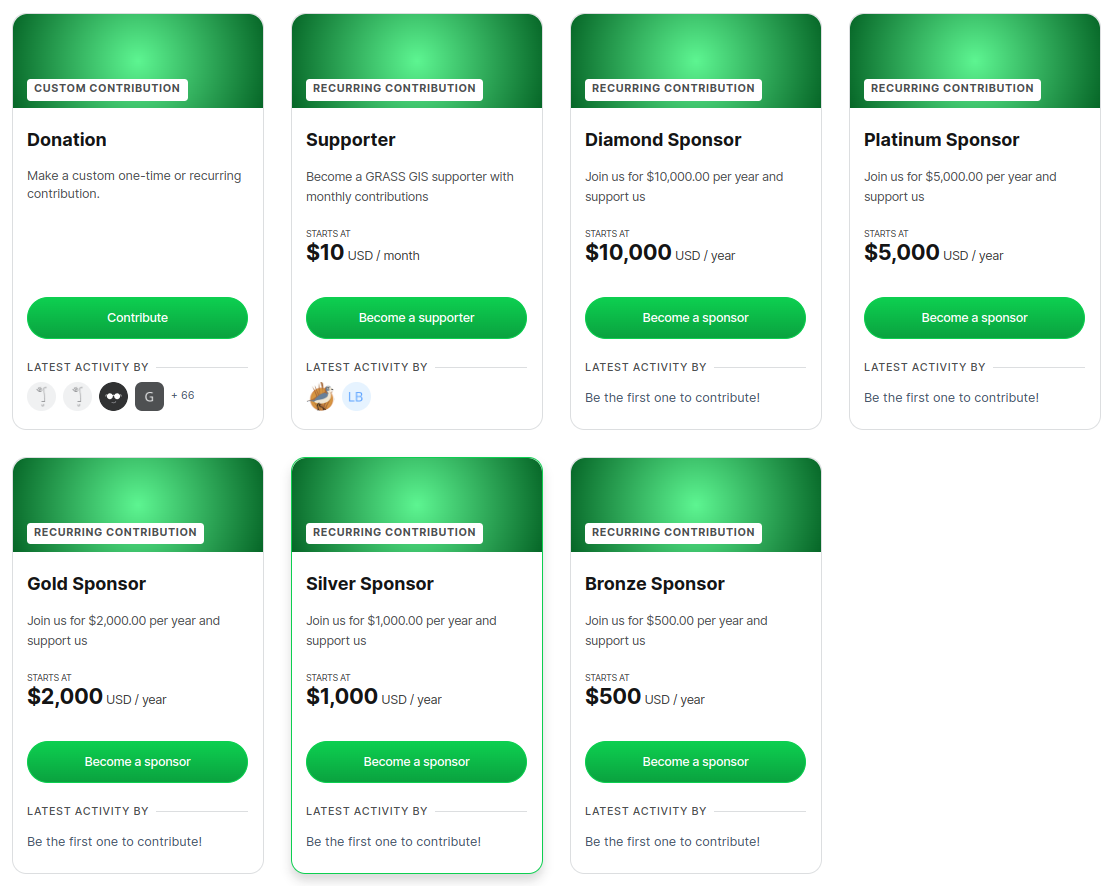 CUSTOM CONTRIBUTION
Donation
Make a custom one-time or recurring
contribution.
Contribute
LATEST ACTIVITY BY
G + 66
RECURRING CONTRIBUTION
Supporter
Become a GRASS GIS supporter with
monthly contributions
STARTS AT
$10 USD / month
Become a supporter
LATEST ACTIVITY BY
LB
RECURRING CONTRIBUTION
Diamond Sponsor
Join us for $10,000.00 per year and
support us
STARTS AT
$10,000 USD / year
Become a sponsor
LATEST ACTIVITY BY
Be the first one to contribute!
RECURRING CONTRIBUTION
Platinum Sponsor
Join us for $5,000.00 per year and
support us
STARTS AT
$5,000 USD / year
Become a sponsor
LATEST ACTIVITY BY
Be the first one to contribute!
RECURRING CONTRIBUTION
Gold Sponsor
Join us for $2,000.00 per year and
support us
STARTS AT
$2,000 USD / year
Become a sponsor
LATEST ACTIVITY BY
Be the first one to contribute!
RECURRING CONTRIBUTION
Silver Sponsor
Join us for $1,000.00 per year and
support us
STARTS AT
$1,000 USD / year
Become a sponsor
LATEST ACTIVITY BY
Be the first one to contribute!
RECURRING CONTRIBUTION
Bronze Sponsor
Join us for $500.00 per year and
support us
STARTS AT
$500 USD / year
Become a sponsor
LATEST ACTIVITY BY
Be the first one to contribute!